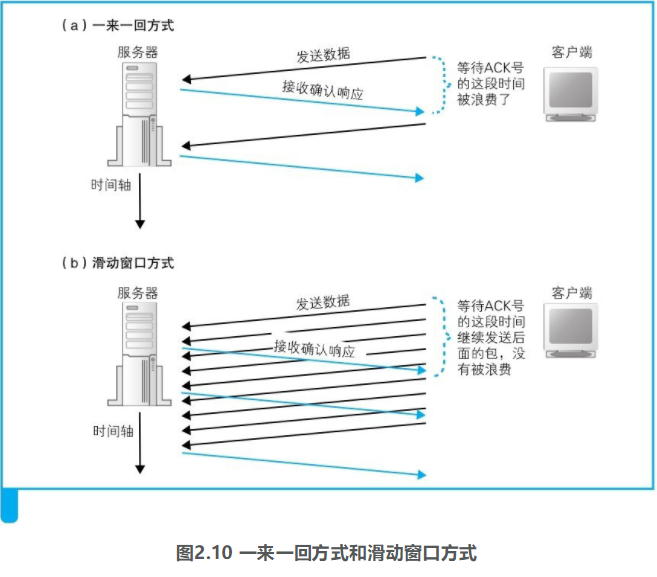 (a)一来一回方式
服务器
发送数据
接收确认响应
等待ACK号
的这段时间
被浪费了
客户端
时间轴
(b)滑动窗口方式
服务器
发送数据
接收确认响应
等待ACK号
的这段时间
继续发送后
面的包，没
有被浪费
客户端
时间轴
图2.10 一来一回方式和滑动窗口方式